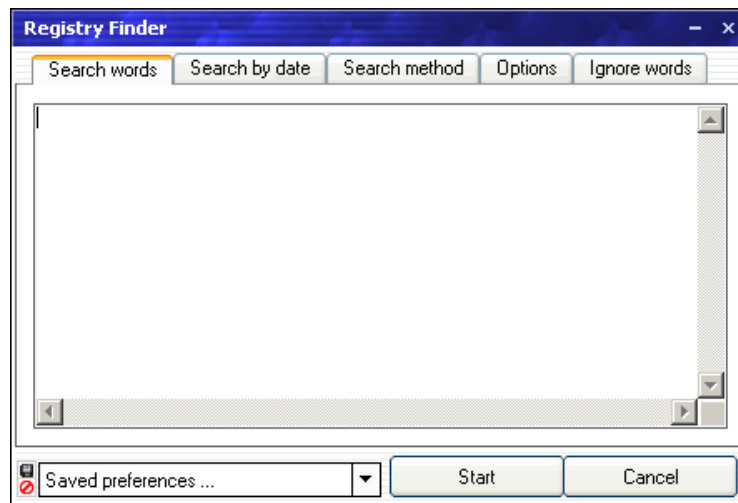 Registry Finder
Search words Search by date Search method Options Ignore words
Saved preferences ... Start Cancel